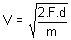 V = √(2.F.d / m)